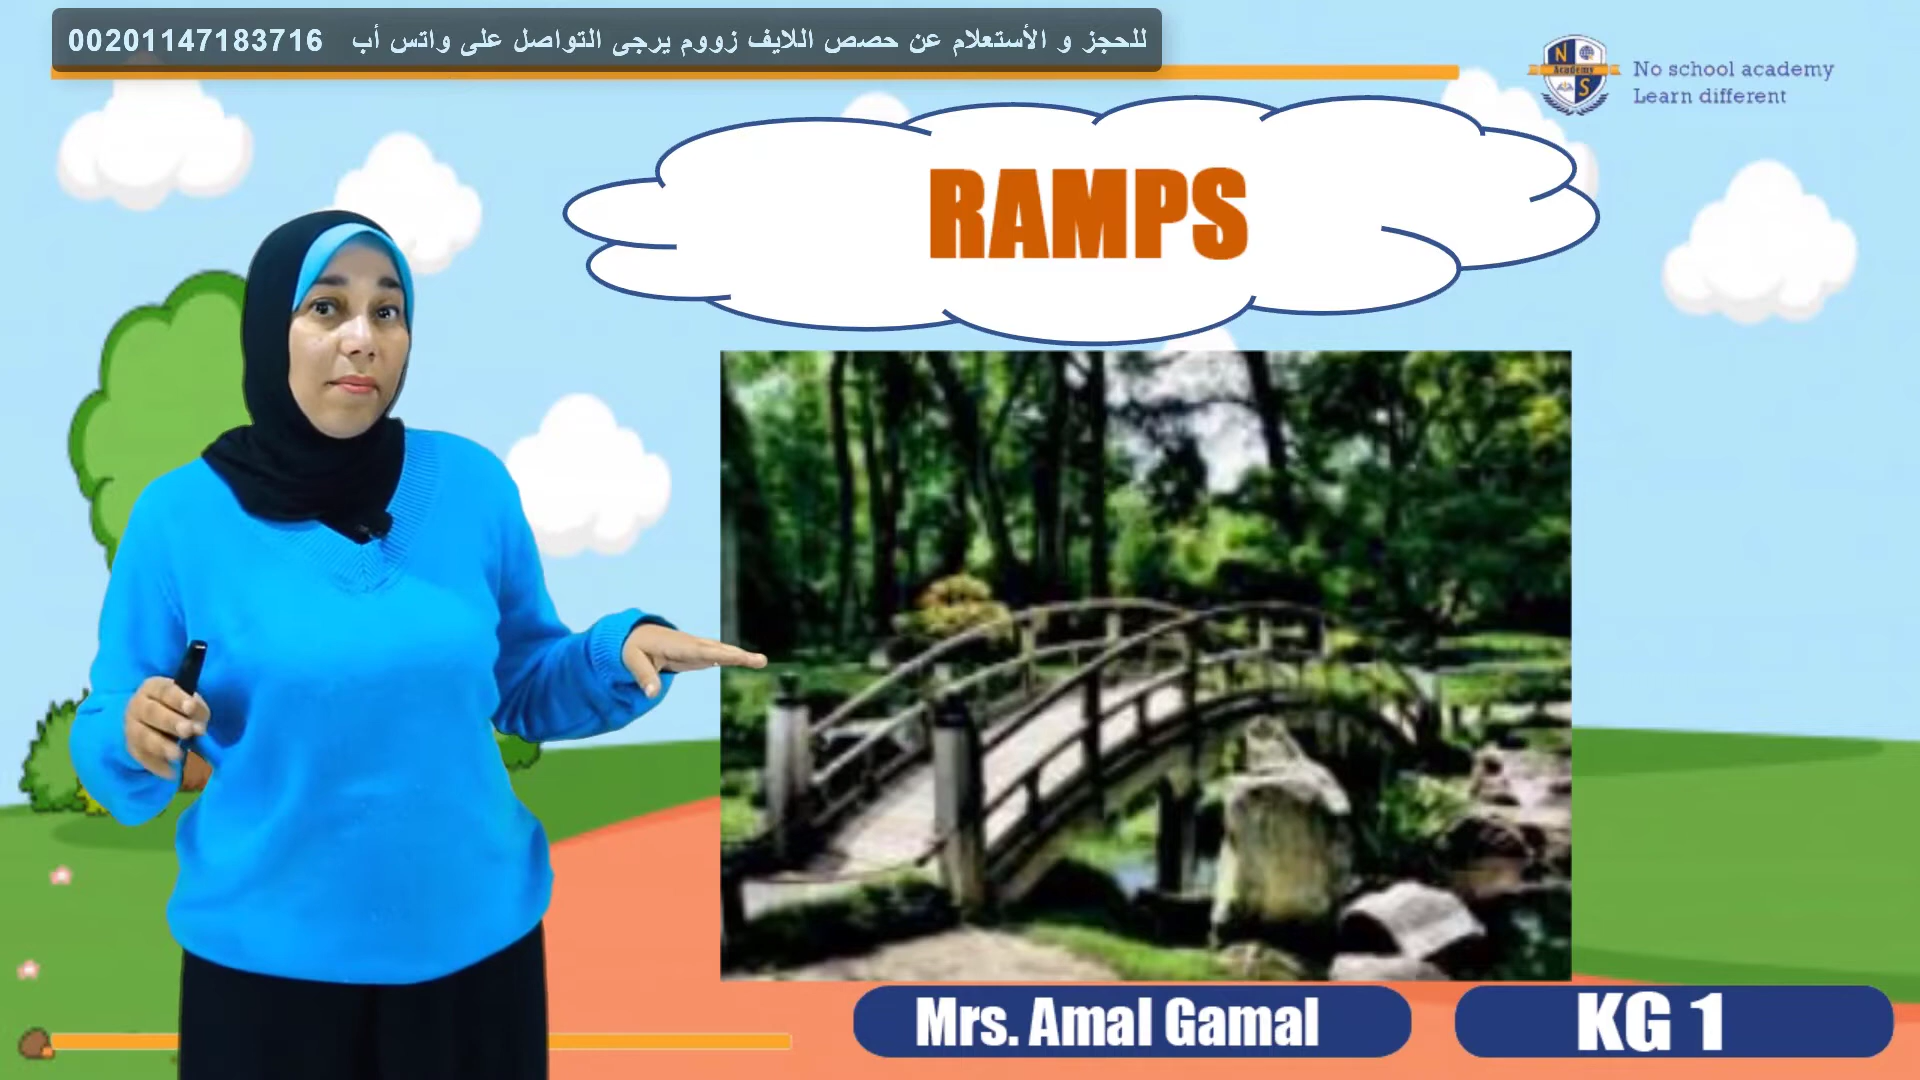 للحجز و الأستعلام عن حصص اللايف زووم يرجى التواصل على واتس أب 00201147183716
N
Academy
S
No school academy
Learn different
RAMPS
Mrs. Amal Gamal
KG 1